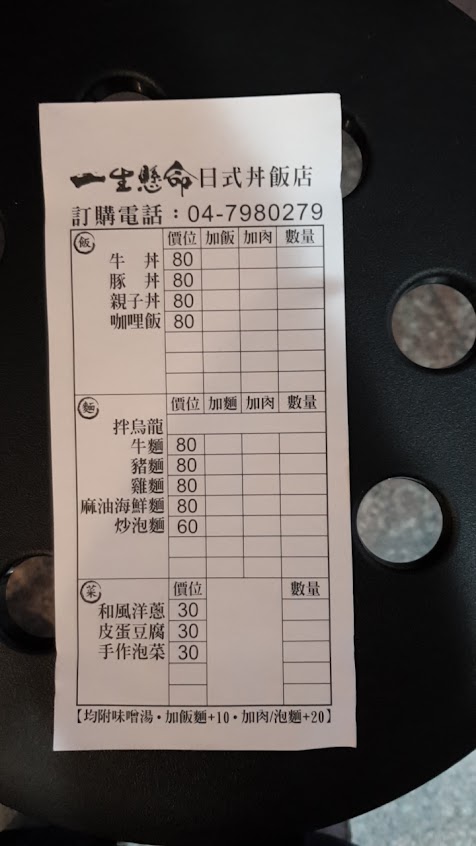 一生懸命日式丼飯店
訂購電話：04-7980279
飯 價位 加飯 加肉 數量
牛 丼 80
豚 丼 80
親子丼 80
咖哩飯 80
麵 價位 加麵 加肉 數量
拌烏龍
牛麵 80
豬麵 80
雞麵 80
麻油海鮮麵 80
炒泡麵 60
菜 價位 數量
和風洋蔥 30
皮蛋豆腐 30
手作泡菜 30
【均附味噌湯·加飯麵+10·加肉/泡麵+20】